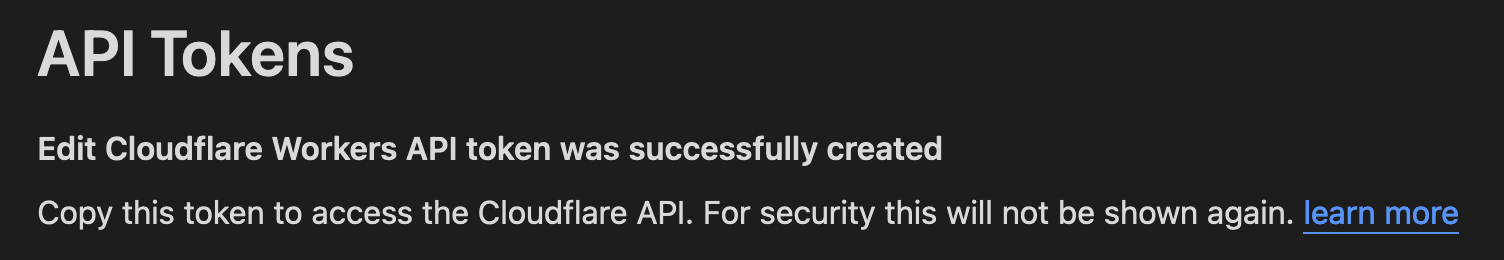 API Tokens
Edit Cloudflare Workers API token was successfully created
Copy this token to access the Cloudflare API. For security this will not be shown again. learn more